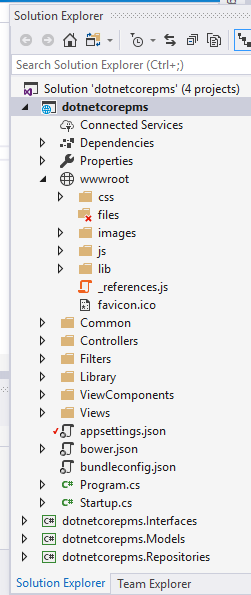 Solution Explorer
Search Solution Explorer (Ctrl+;)
Solution 'dotnetcorepms' (4 projects)
dotnetcorepms
Connected Services
Dependencies
Properties
wwwroot
css
files
images
js
lib
_references.js
favicon.ico
Common
Controllers
Filters
Library
ViewComponents
Views
appsettings.json
bower.json
bundleconfig.json
C# Program.cs
C# Startup.cs
C# dotnetcorepms.Interfaces
C# dotnetcorepms.Models
C# dotnetcorepms.Repositories
Solution Explorer Team Explorer